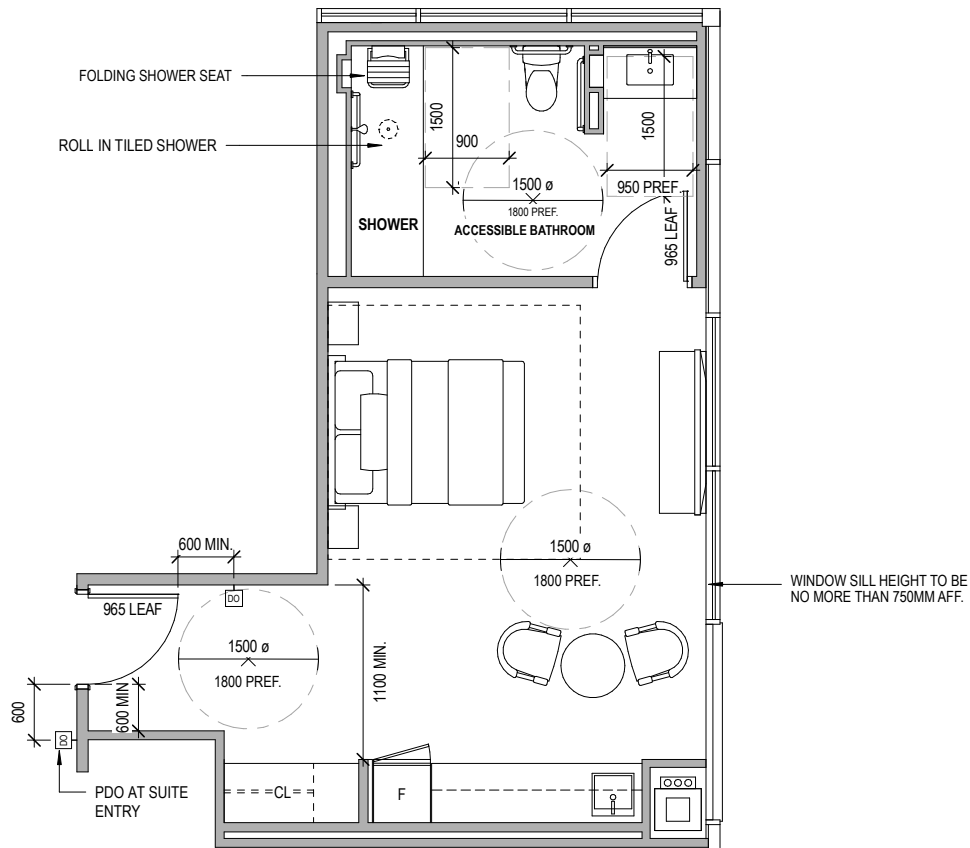 FOLDING SHOWER SEAT
ROLL IN TILED SHOWER
1500
900
1500
950 PREF.
1500 ø
1800 PREF.
SHOWER
ACCESSIBLE BATHROOM
965 LEAF
600 MIN.
965 LEAF
DO
1500 ø
1800 PREF.
WINDOW SILL HEIGHT TO BE
NO MORE THAN 750MM AFF.
1500 ø
1800 PREF.
1100 MIN.
600
600 MIN
DO
PDO AT SUITE
ENTRY
CL
F